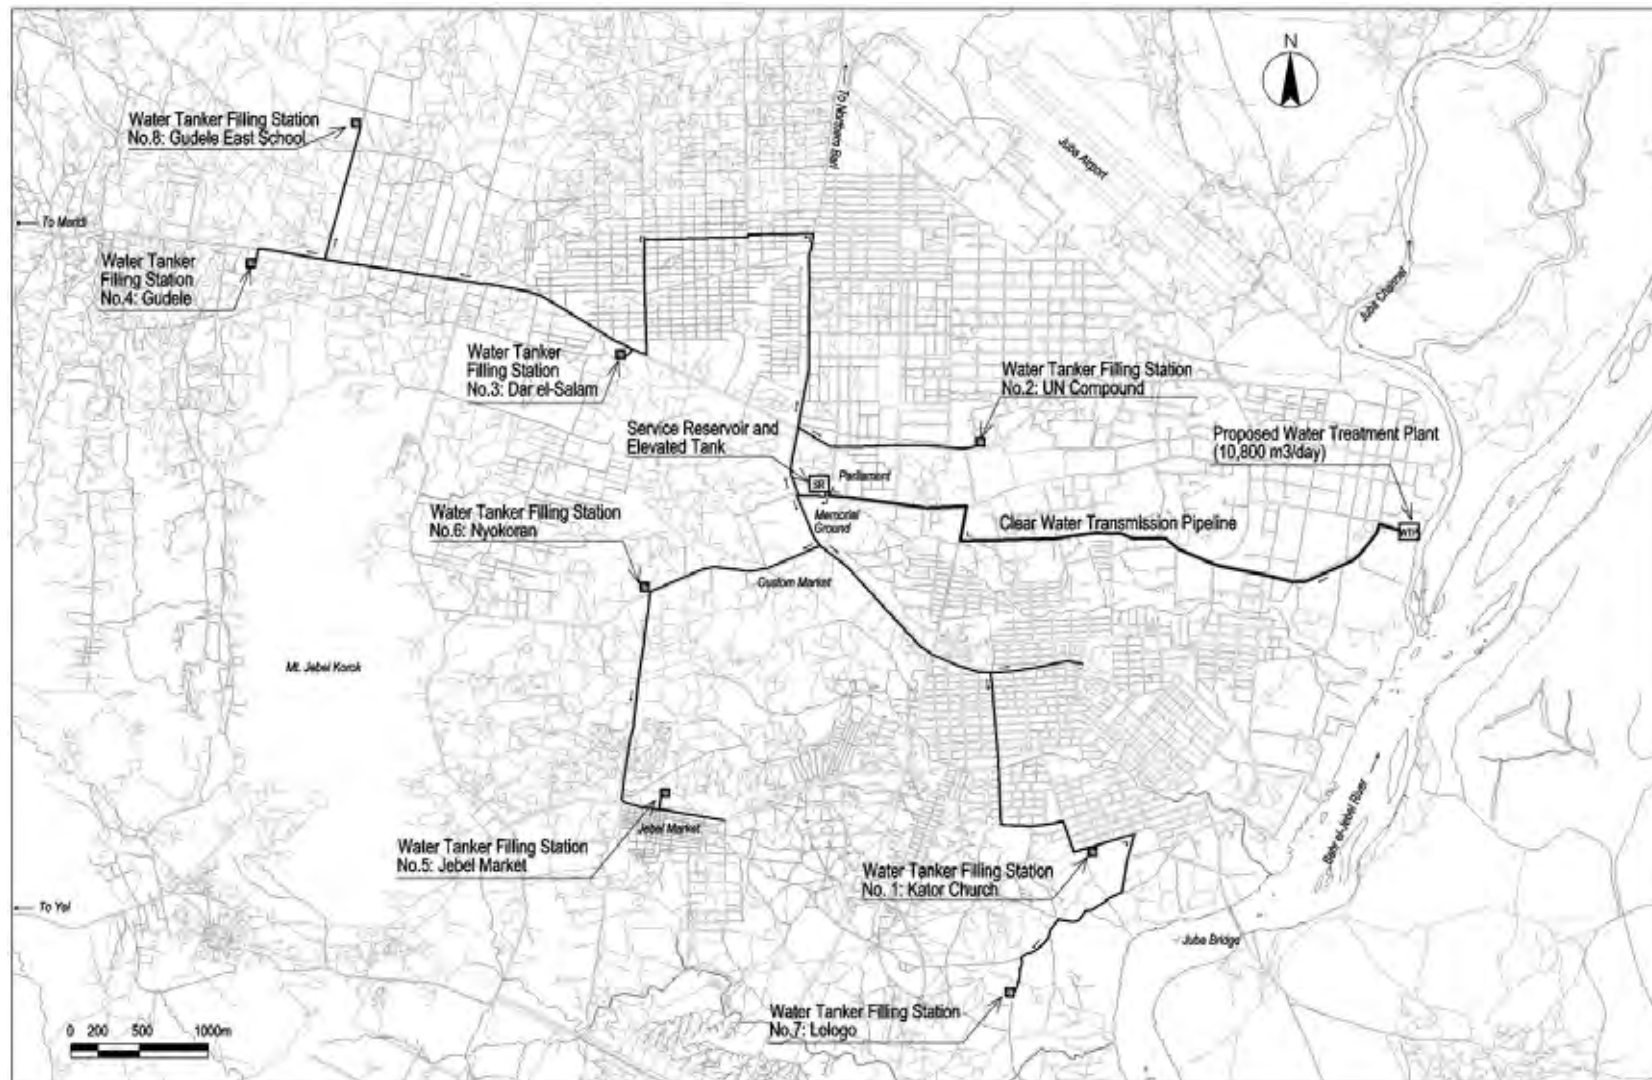 N
Water Tanker Filling Station
No.8: Gudele East School
To Northern Bari
Juba Airport
To Maridi
Water Tanker
Filling Station
No.4: Gudele
Juba Channel
Water Tanker
Filling Station
No.3: Dar el-Salam
Water Tanker Filling Station
No.2: UN Compound
Service Reservoir and
Elevated Tank
Proposed Water Treatment Plant
(10,800 m3/day)
SR
Parliament
Water Tanker Filling Station
No.6: Nyokoran
Memorial
Ground
Clear Water Transmission Pipeline
WTP
Custom Market
Mt. Jebel Korok
Jebel Market
Bahr el-Jebel River
Water Tanker Filling Station
No.5: Jebel Market
Water Tanker Filling Station
No. 1: Kator Church
To Yei
Juba Bridge
Water Tanker Filling Station
No.7: Lologo
0 200 500 1000m